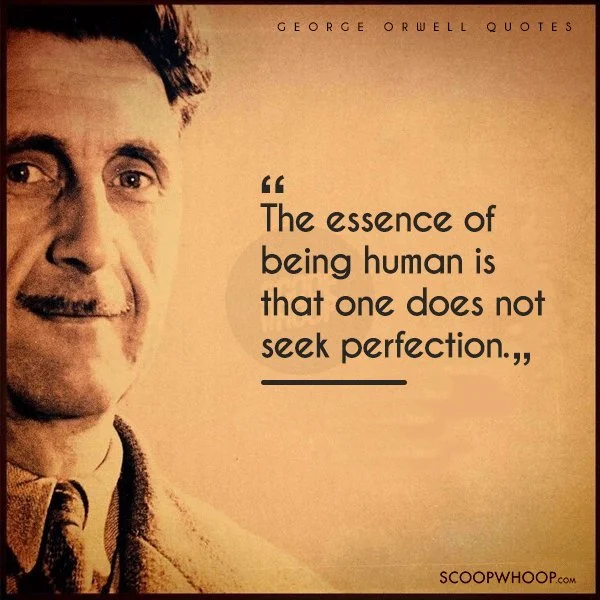 GEORGE ORWELL QUOTES
“
The essence of
being human is
that one does not
seek perfection.„
SCOOPWHOOP.COM